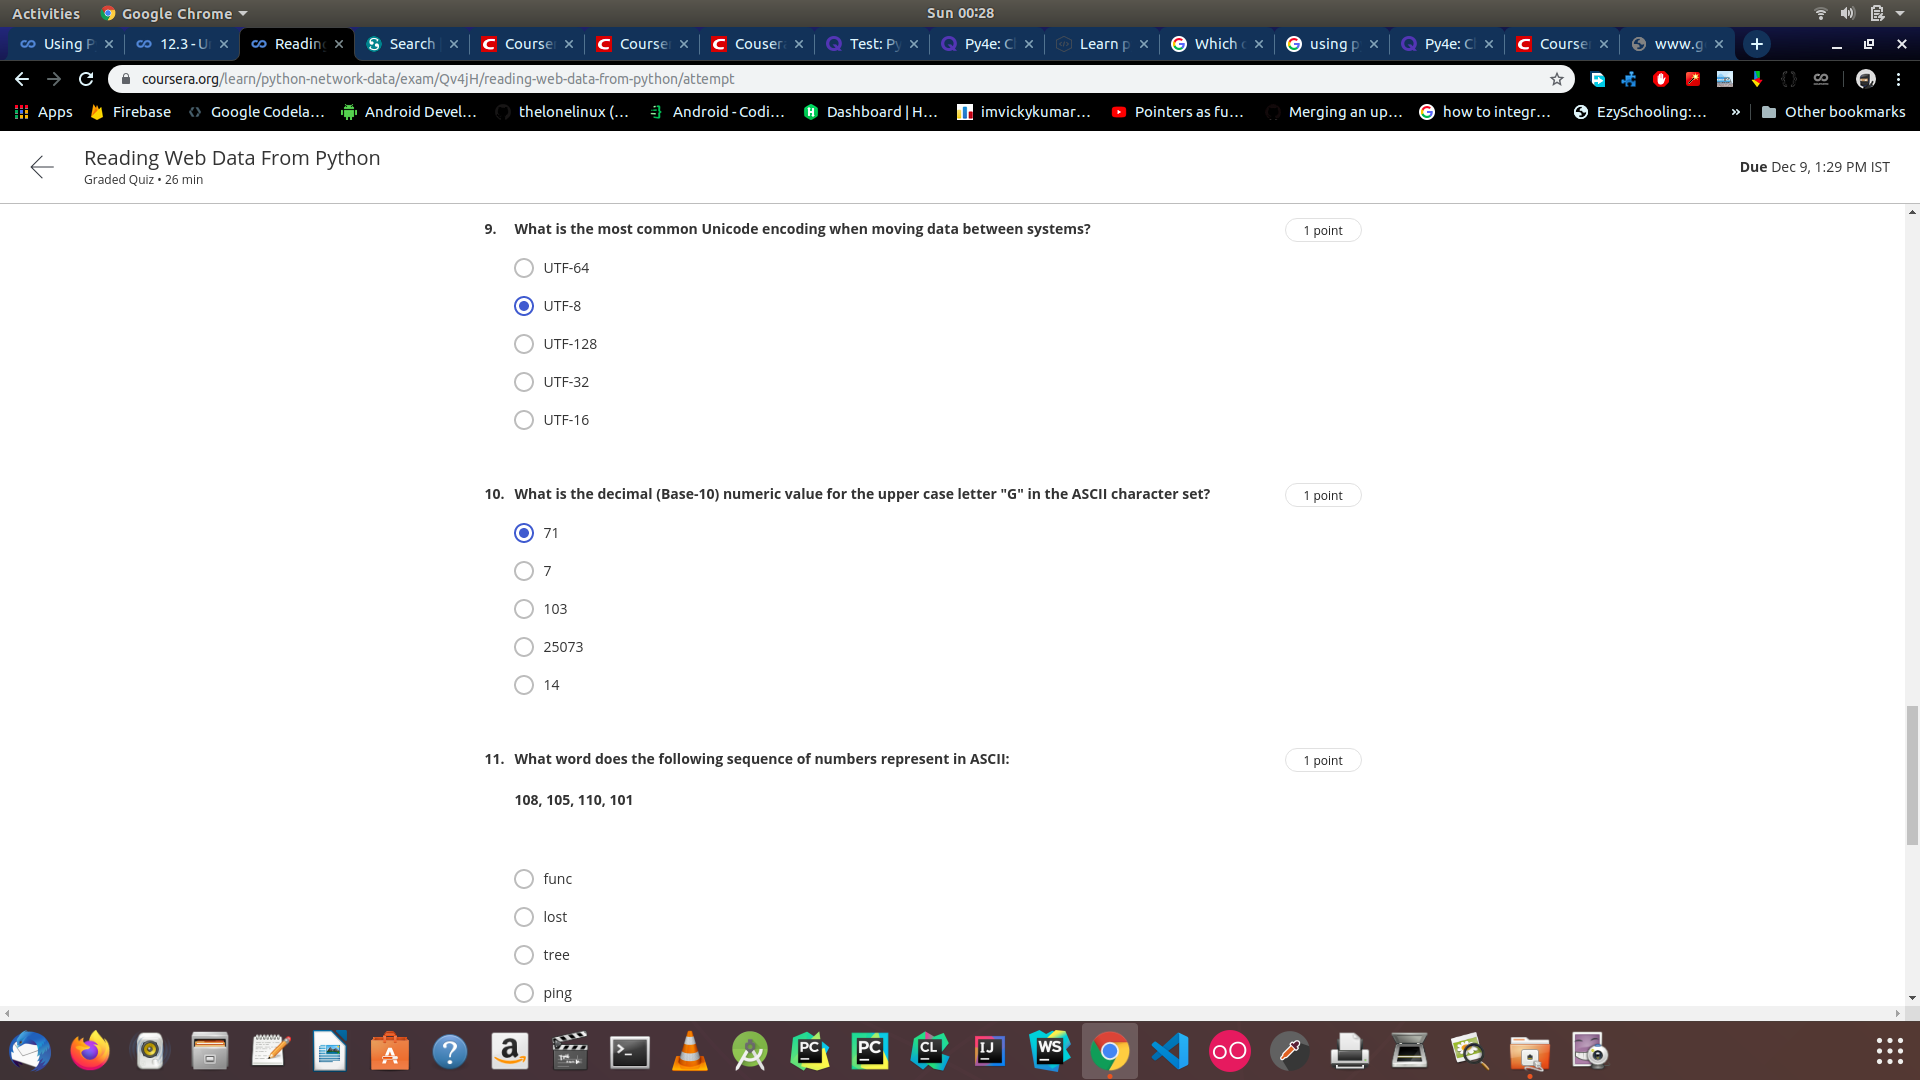 Activities Google Chrome Sun 00:28
Using P 12.3 - U Reading Search Course Course Couser Test: Py Py4e: C Learn p Which using p Py4e: C Course www.g
coursera.org/learn/python-network-data/exam/Qv4jH/reading-web-data-from-python/attempt
Apps Firebase Google Codela... Android Devel... thelonelinux (... Android - Codi... Dashboard | H... imvickykumar... Pointers as fu... Merging an up... how to integr... EzySchooling:... » Other bookmarks
Reading Web Data From Python
Graded Quiz • 26 min
Due Dec 9, 1:29 PM IST
9. What is the most common Unicode encoding when moving data between systems? 1 point
UTF-64
UTF-8
UTF-128
UTF-32
UTF-16
10. What is the decimal (Base-10) numeric value for the upper case letter "G" in the ASCII character set? 1 point
71
7
103
25073
14
11. What word does the following sequence of numbers represent in ASCII: 1 point
108, 105, 110, 101
func
lost
tree
ping